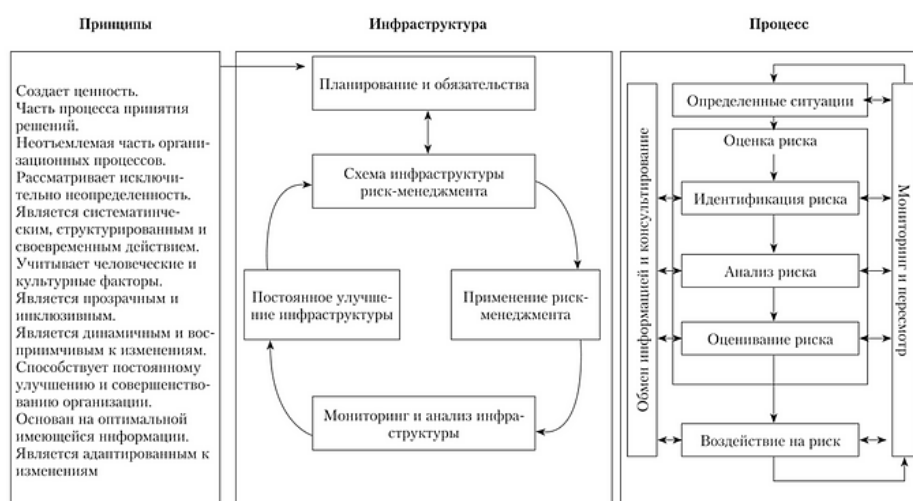 Принципы
Инфраструктура
Процесс
Создает ценность.
Часть процесса принятия
решений.
Неотъемлемая часть органи-
зационных процессов.
Рассматривает исключи-
тельно неопределенность.
Является систематинче-
ским, структурированным и
своевременным действием.
Учитывает человеческие и
культурные факторы.
Является прозрачным и
инклюзивным.
Является динамичным и вос-
приимчивым к изменениям.
Способствует постоянному
улучшению и совершенство-
ванию организации.
Основан на оптимальной
имеющейся информации.
Является адаптированным к
изменениям
Планирование и обязательства
Схема инфраструктуры
риск-менеджмента
Постоянное улучше-
ние инфраструктуры
Применение риск-
менеджмента
Мониторинг и анализ инфра-
структуры
Обмен информацией и консультирование
Определенные ситуации
Оценка риска
Идентификация риска
Анализ риска
Оценивание риска
Воздействие на риск
Мониторинг и пересмотр